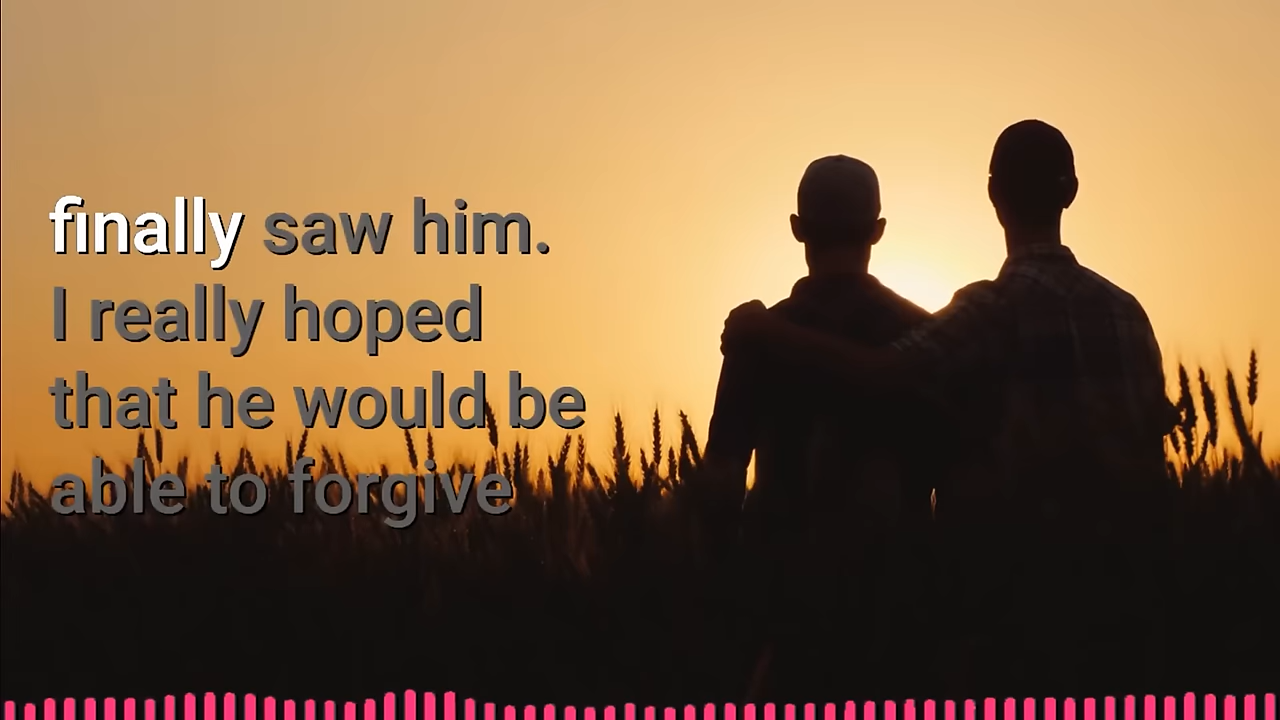 finally saw him.
I really hoped
that he would be
able to forgive